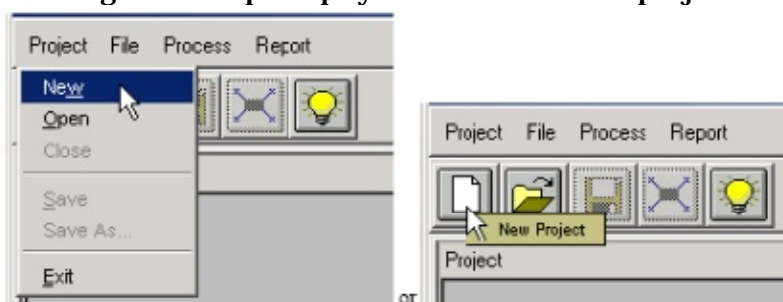 Project File Process Report
New
Open
Close
Save
Save As...
Exit
or
Project File Process Report
New Project
Project